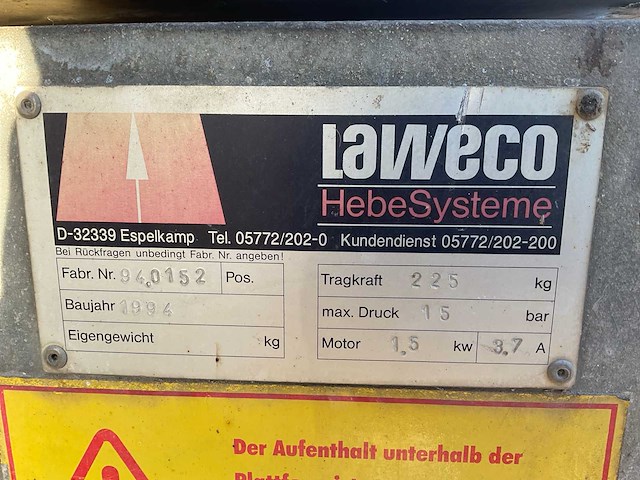 Laweco
HebeSysteme
D-32339 Espelkamp Tel. 05772/202-0 Kundendienst 05772/202-200
Bei Rückfragen unbedingt Fabr. Nr. angeben!
Fabr. Nr. 94.0152 Pos.
Baujahr 1994
Eigengewicht kg
Tragkraft 225 kg
max. Druck 15 bar
Motor 1.5 kw 3.7 A
Der Aufenthalt unterhalb der